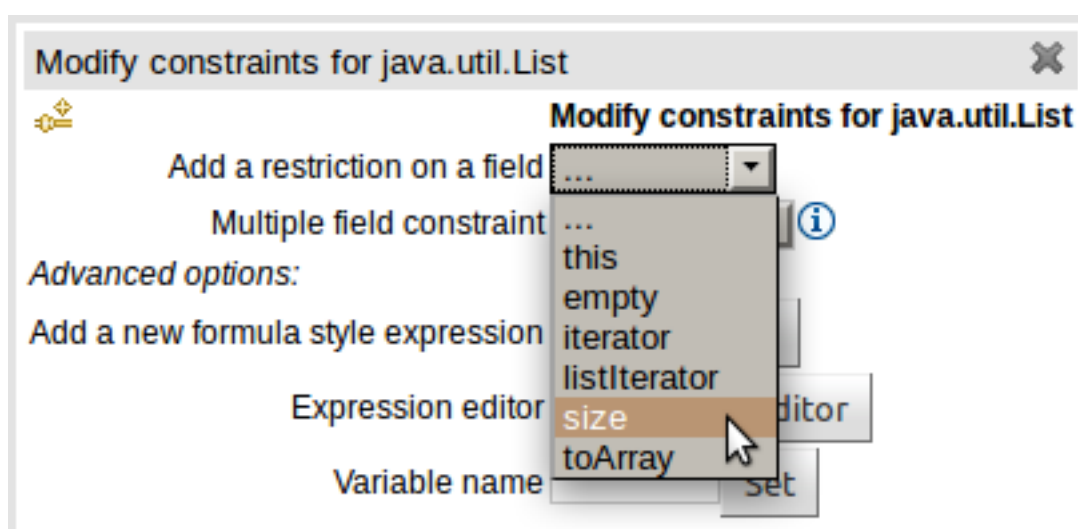 Modify constraints for java.util.List
Modify constraints for java.util.List
Add a restriction on a field ...
Multiple field constraint ...
this
Advanced options:
empty
Add a new formula style expression iterator
listIterator
Expression editor size ditor
toArray
Variable name Set